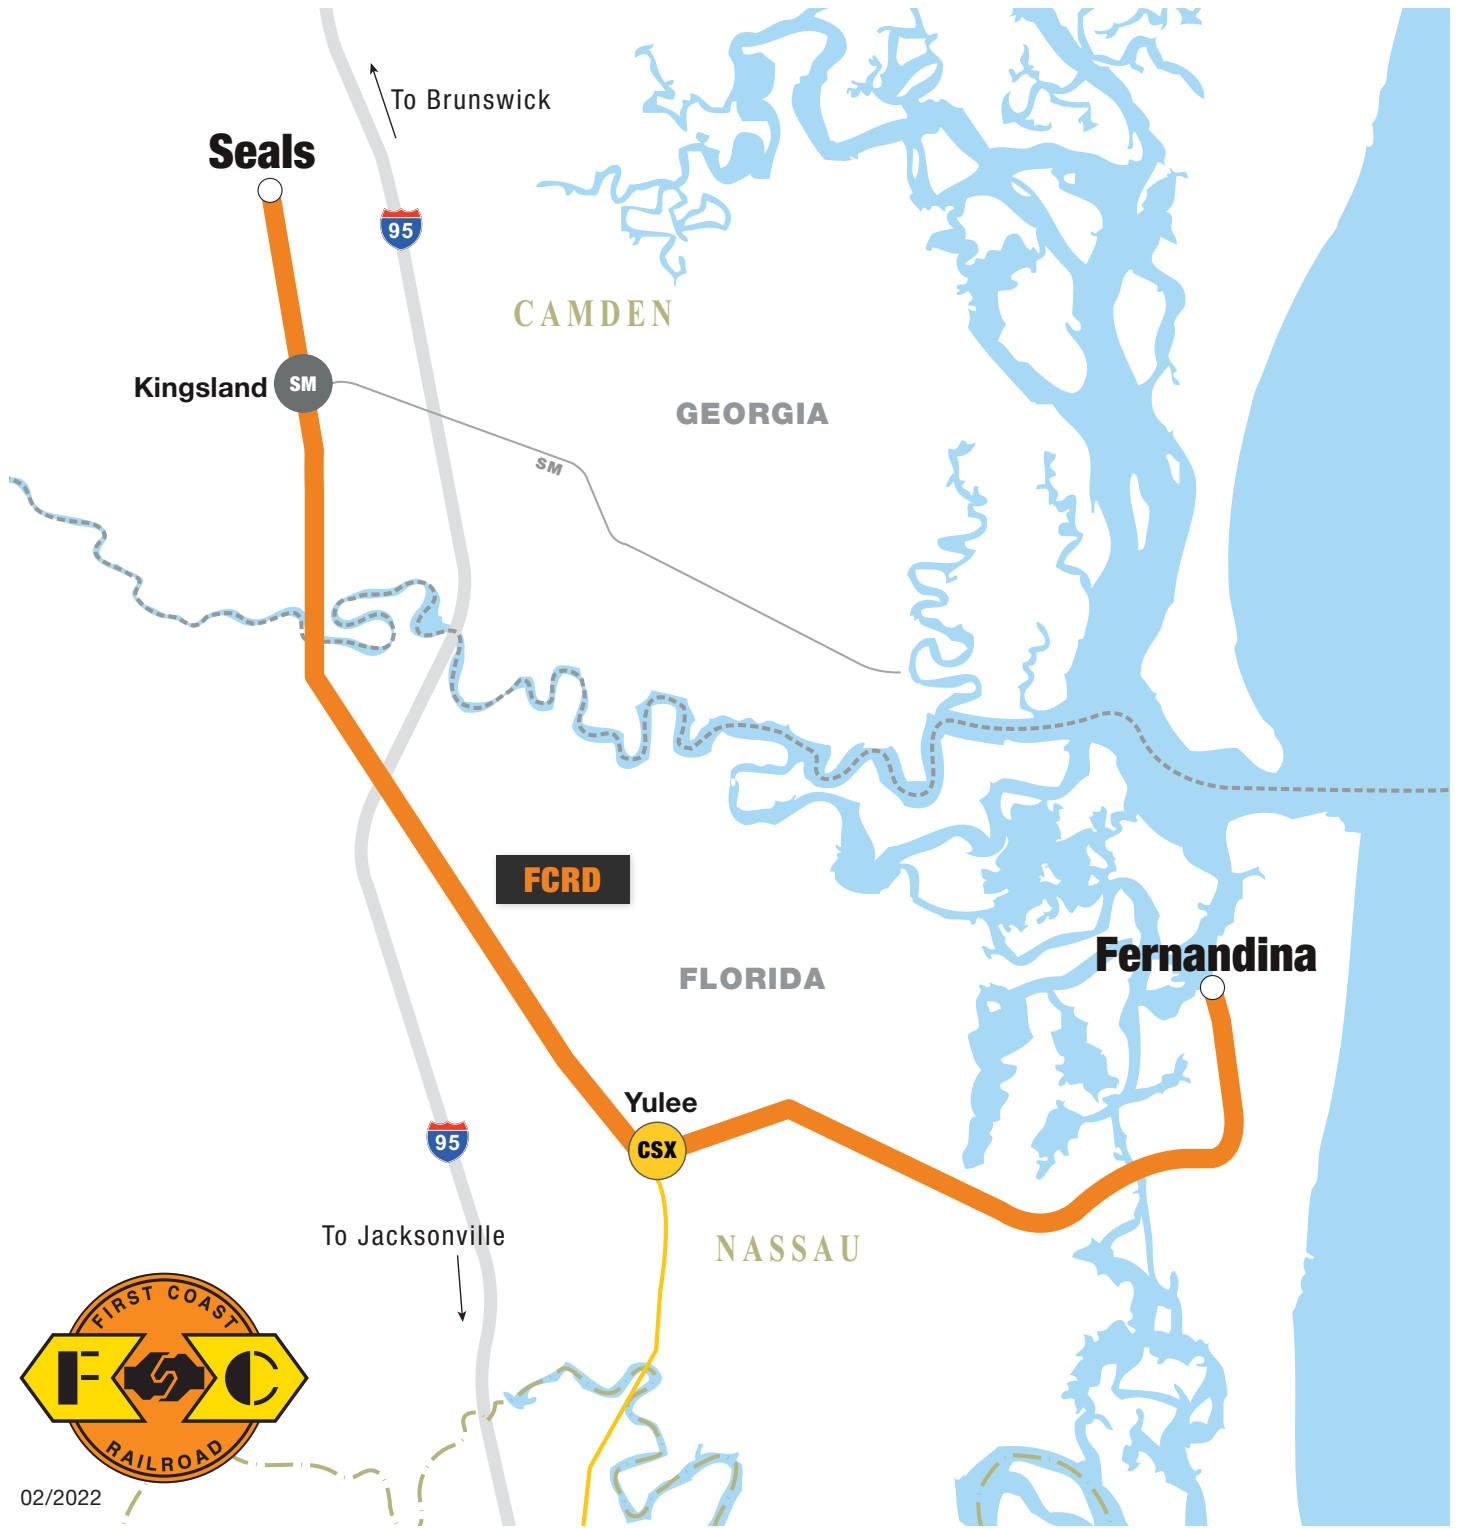 To Brunswick
Seals
95
CAMDEN
Kingsland
SM
GEORGIA
SM
FCRD
Fernandina
FLORIDA
Yulee
CSX
95
To Jacksonville
NASSAU
FIRST COAST
F C
RAILROAD
02/2022